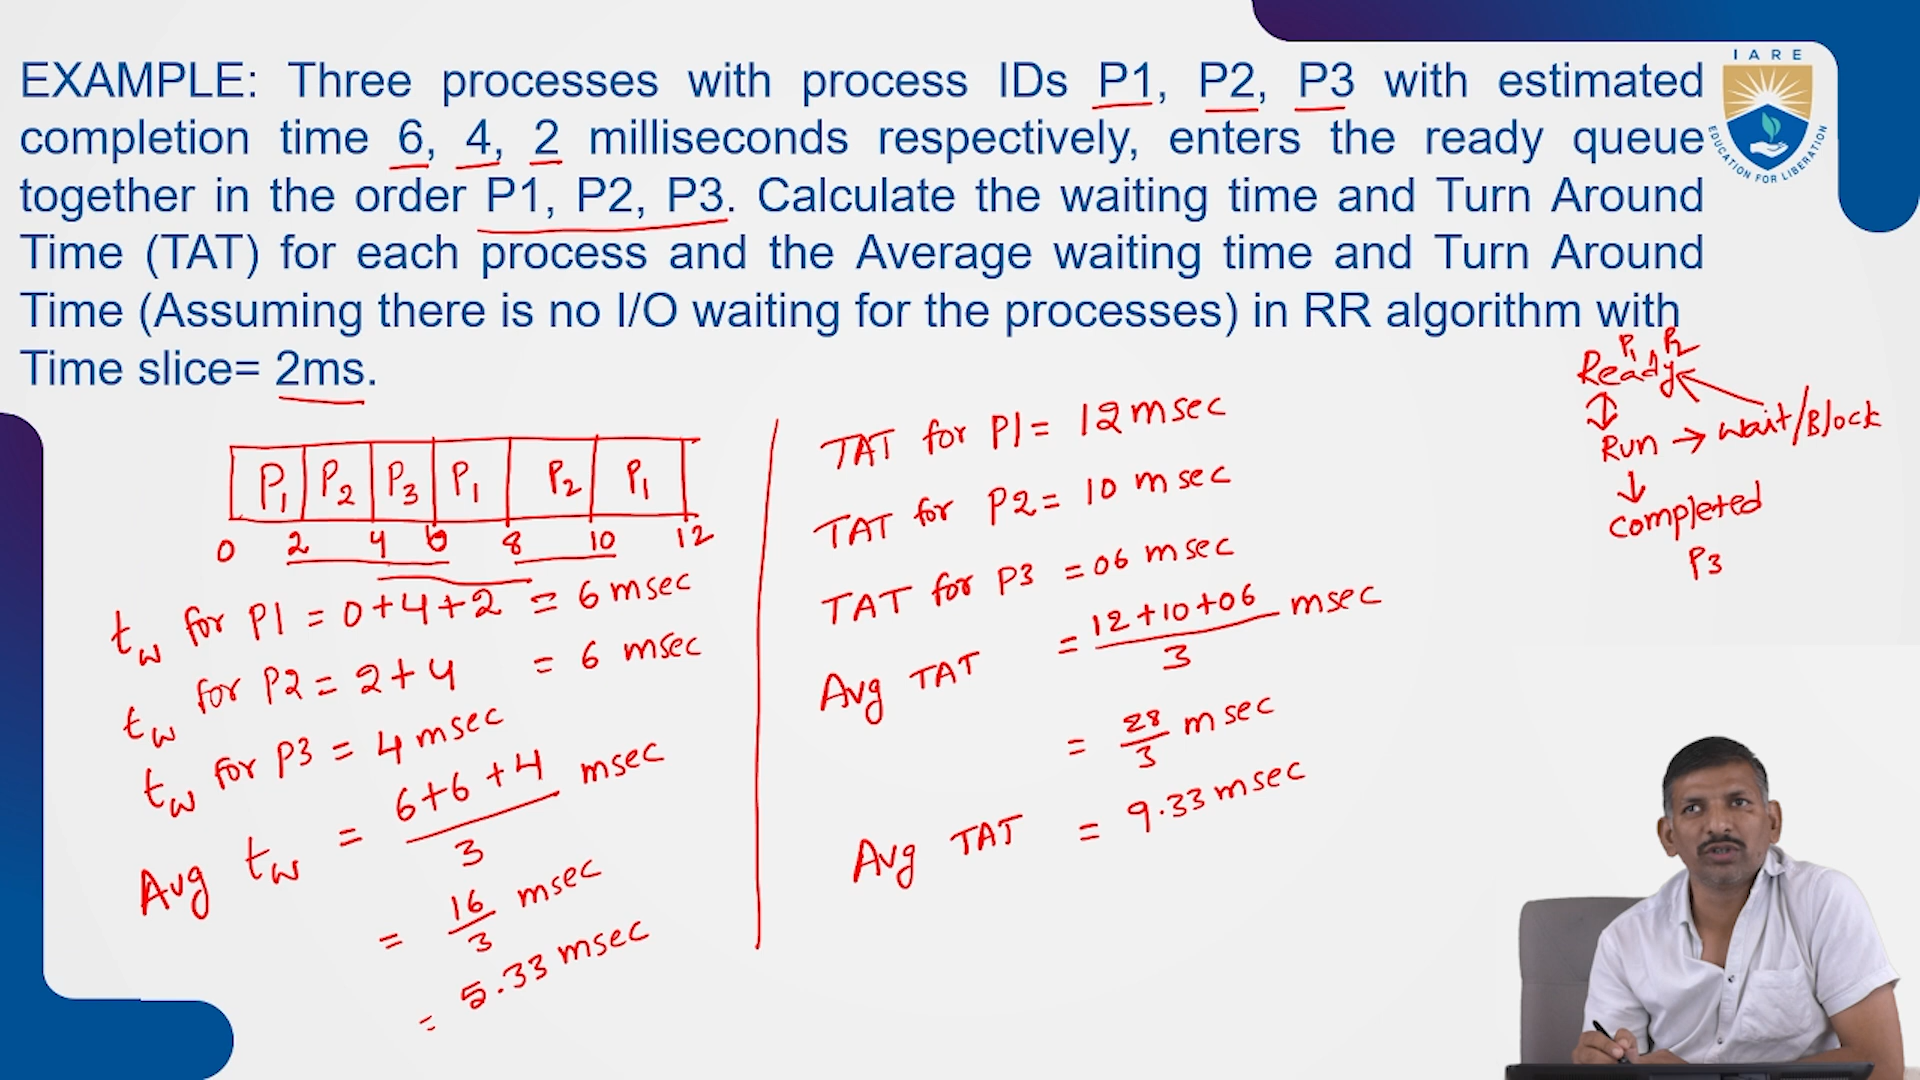 IARE
EDUCATION FOR LIBERATION
EXAMPLE: Three processes with process IDs P1, P2, P3 with estimated
completion time 6, 4, 2 milliseconds respectively, enters the ready queue
together in the order P1, P2, P3. Calculate the waiting time and Turn Around
Time (TAT) for each process and the Average waiting time and Turn Around
Time (Assuming there is no I/O waiting for the processes) in RR algorithm with
Time slice= 2ms.
P1 P2 P3 P1 P2 P1
0 2 4 6 8 10 12
tw for P1 = 0+4+2 = 6 msec
tw for P2 = 2+4 = 6 msec
tw for P3 = 4 msec
Avg tw = 6+6+4 msec
3
= 16 msec
3
= 5.33 msec
TAT for P1 = 12 msec
TAT for P2 = 10 msec
TAT for P3 = 06 msec
Avg TAT = 12+10+06 msec
3
= 28 msec
3
Avg TAT = 9.33 msec
P1 P2
Ready
Run → Wait/Block
↓
Completed
P3